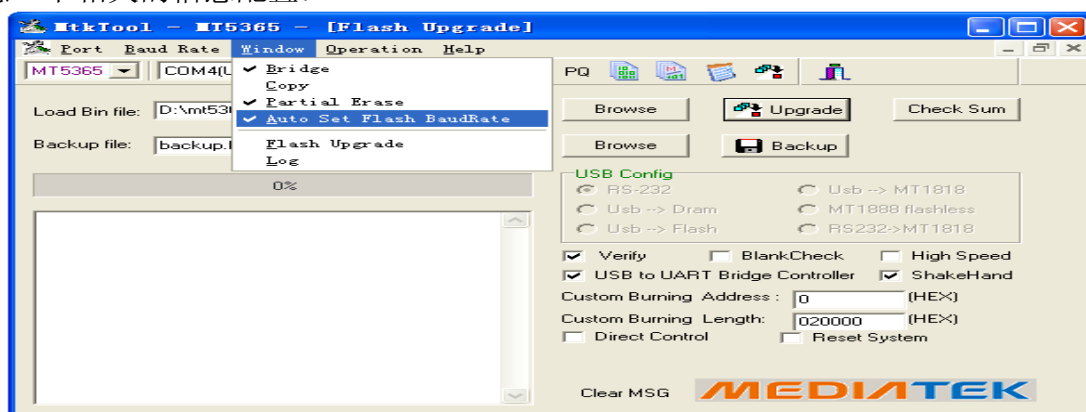 MtkTool - MT5365 - [Flash Upgrade]
Port Baud Rate Window Operation Help
MT5365 COM4(U PQ
Bridge
Copy
Partial Erase
Auto Set Flash BaudRate
Flash Upgrade
Log
Load Bin file: D:\mt53 Browse Upgrade Check Sum
Backup file: backup. Browse Backup
0%
USB Config
RS-232 Usb --> MT1818
Usb --> Dram MT1888 flashless
Usb --> Flash RS232->MT1818
Verify BlankCheck High Speed
USB to UART Bridge Controller ShakeHand
Custom Burning Address : 0 (HEX)
Custom Burning Length: 020000 (HEX)
Direct Control Reset System
Clear MSG MEDIATEK